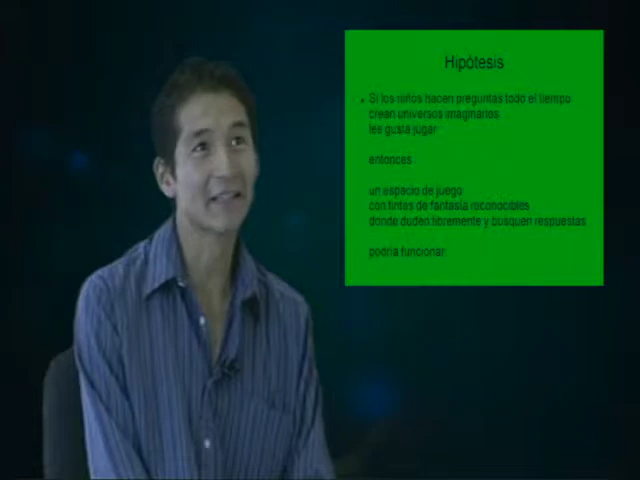 Hipótesis
• Si los niños hacen preguntas todo el tiempo
crean universos imaginarios
les gusta jugar
entonces
un espacio de juego
con tintes de fantasía reconocibles
donde duden libremente y busquen respuestas
podría funcionar